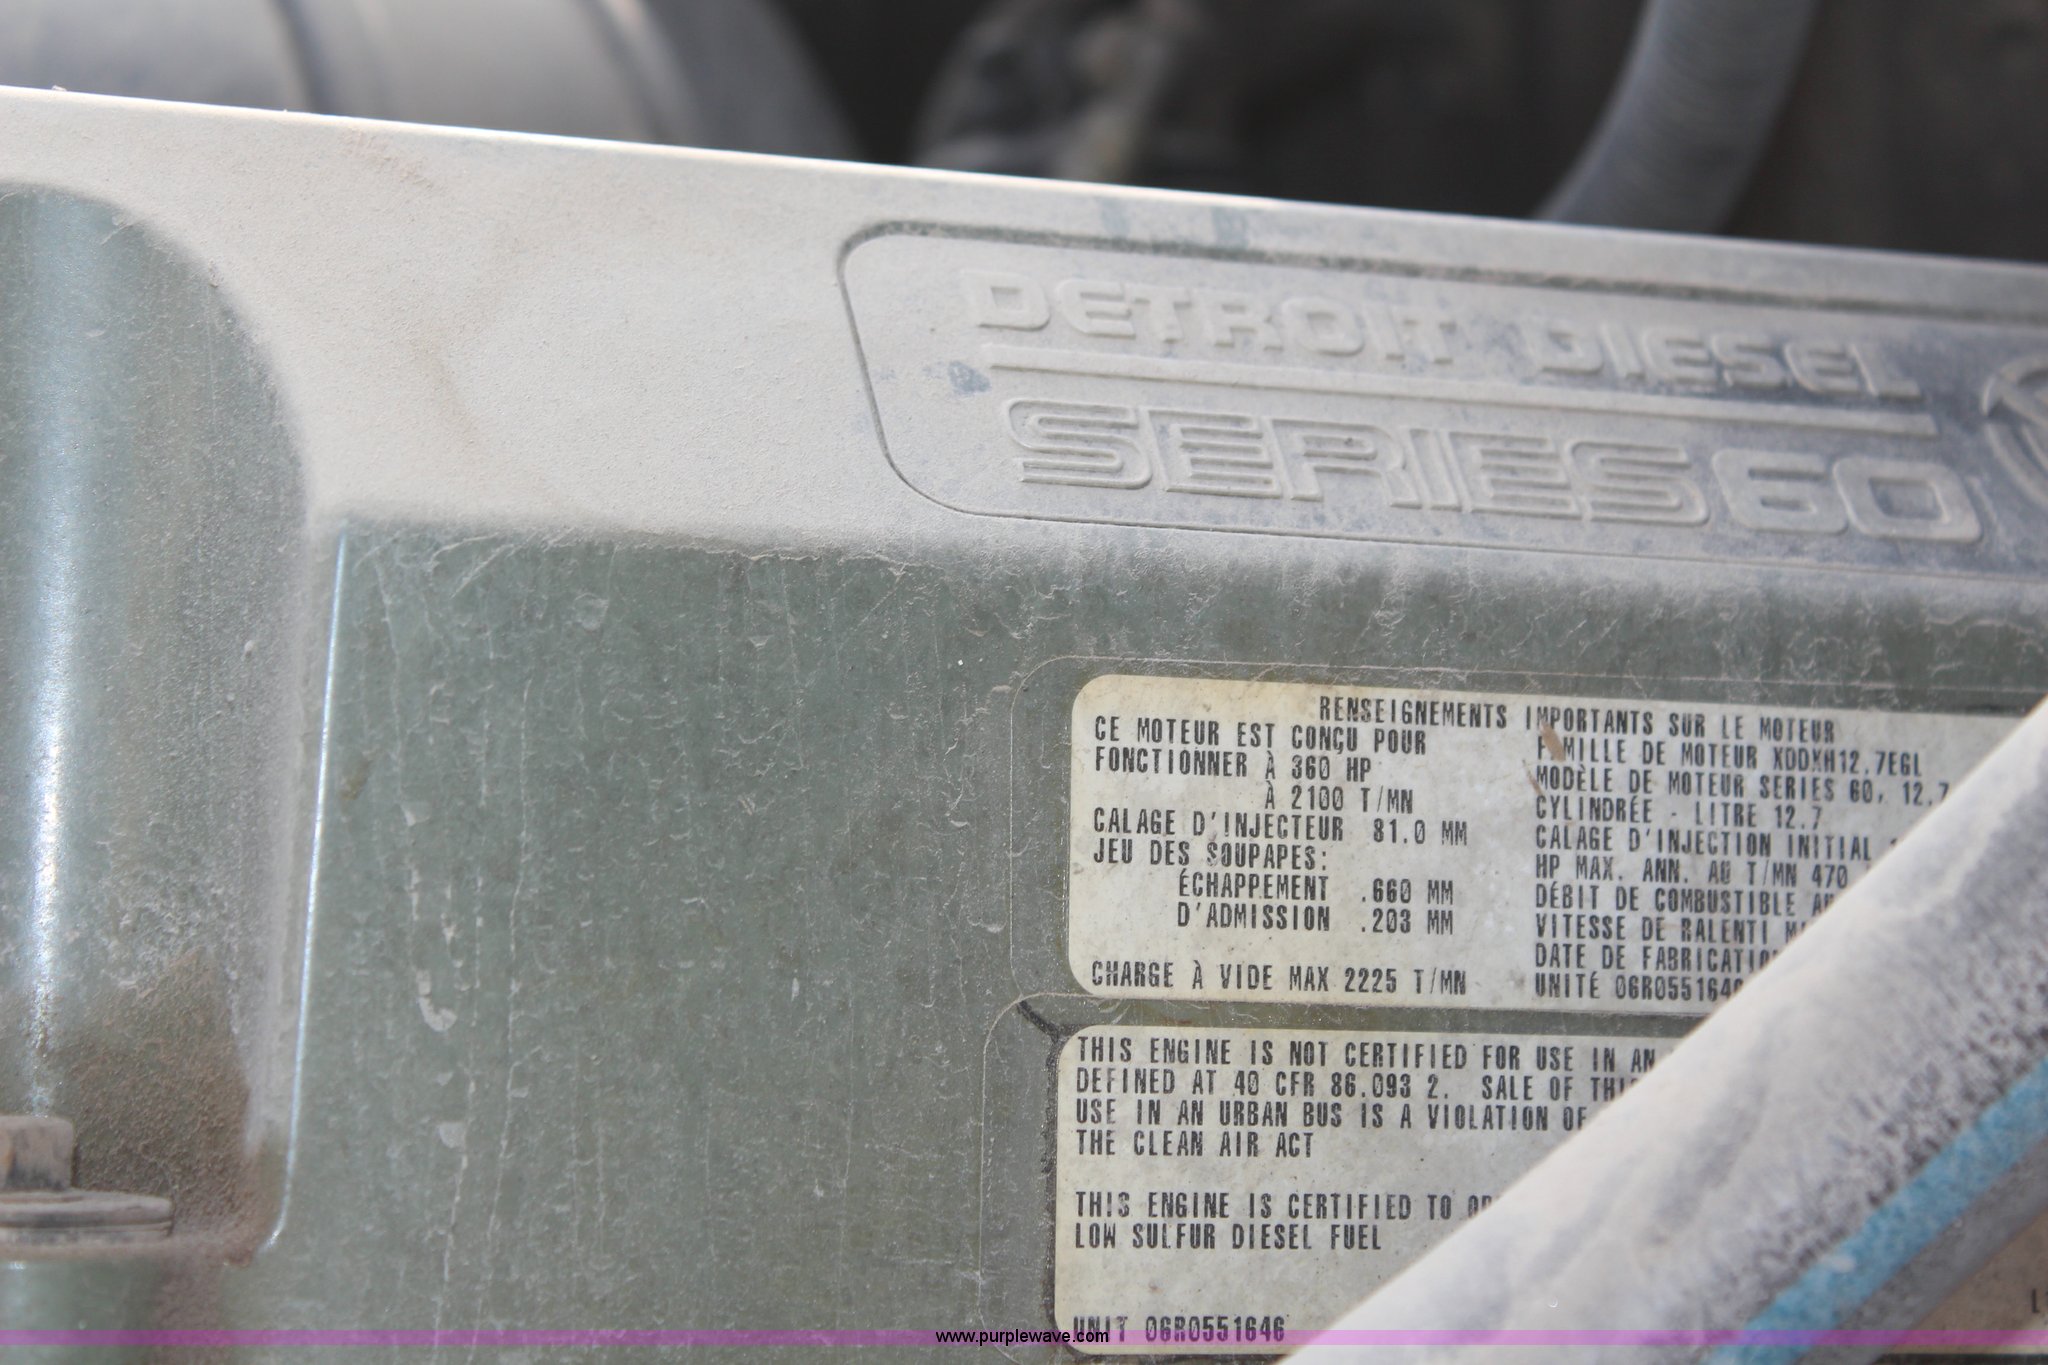 DETROIT DIESEL
SERIES 60
RENSEIGNEMENTS IMPORTANTS SUR LE MOTEUR
CE MOTEUR EST CONÇU POUR
FONCTIONNER À 360 HP
À 2100 T/MN
CALAGE D'INJECTEUR 81.0 MM
JEU DES SOUPAPES:
ÉCHAPPEMENT .660 MM
D'ADMISSION .203 MM
CHARGE À VIDE MAX 2225 T/MN
FAMILLE DE MOTEUR XDDXH12.7EGL
MODÈLE DE MOTEUR SERIES 60, 12.7
CYLINDRÉE - LITRE 12.7
CALAGE D'INJECTION INITIAL
HP MAX. ANN. AU T/MN 470
DÉBIT DE COMBUSTIBLE
VITESSE DE RALENTI
DATE DE FABRICATION
UNITÉ 06R0551646
THIS ENGINE IS NOT CERTIFIED FOR USE IN AN
DEFINED AT 40 CFR 86.093 2. SALE OF THIS
USE IN AN URBAN BUS IS A VIOLATION OF
THE CLEAN AIR ACT
THIS ENGINE IS CERTIFIED TO
LOW SULFUR DIESEL FUEL
UNIT 06R0551646
www.purplewave.com